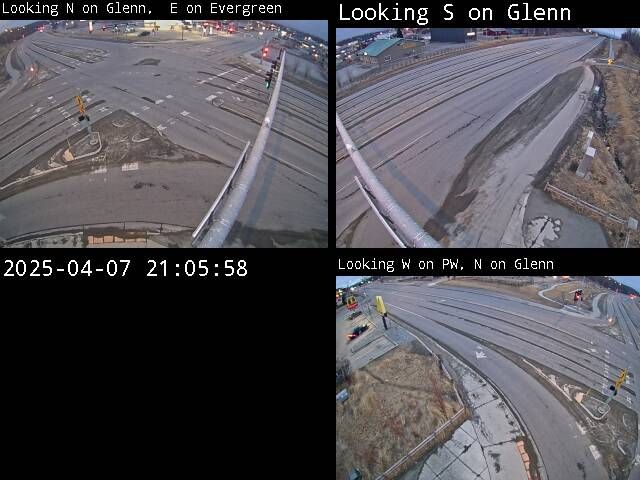 Looking N on Glenn,  E on Evergreen
Looking S on Glenn
2025-04-07 21:05:58
Looking W on PW, N on Glenn